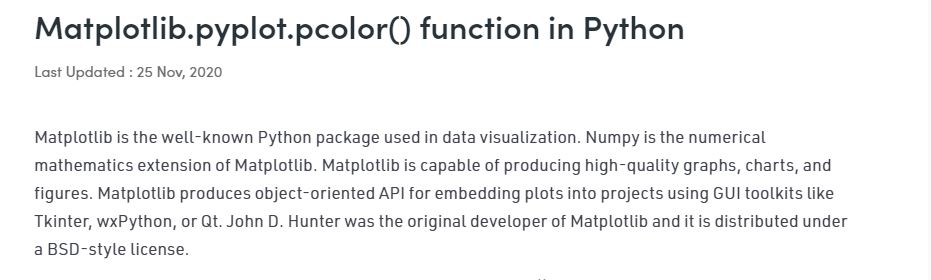 Matplotlib.pyplot.pcolor() function in Python
Last Updated : 25 Nov, 2020
Matplotlib is the well-known Python package used in data visualization. Numpy is the numerical
mathematics extension of Matplotlib. Matplotlib is capable of producing high-quality graphs, charts, and
figures. Matplotlib produces object-oriented API for embedding plots into projects using GUI toolkits like
Tkinter, wxPython, or Qt. John D. Hunter was the original developer of Matplotlib and it is distributed under
a BSD-style license.